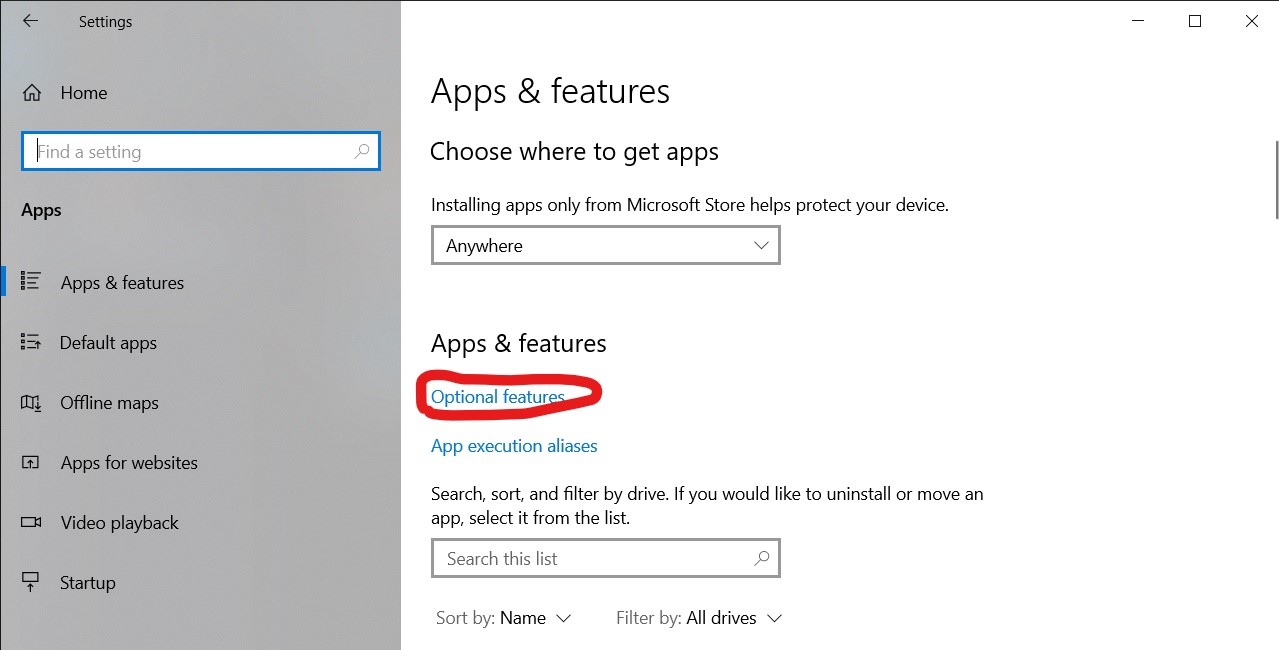 Settings
Home
Find a setting
Apps
Apps & features
Default apps
Offline maps
Apps for websites
Video playback
Startup
Apps & features
Choose where to get apps
Installing apps only from Microsoft Store helps protect your device.
Anywhere
Apps & features
Optional features
App execution aliases
Search, sort, and filter by drive. If you would like to uninstall or move an
app, select it from the list.
Search this list
Sort by: Name Filter by: All drives